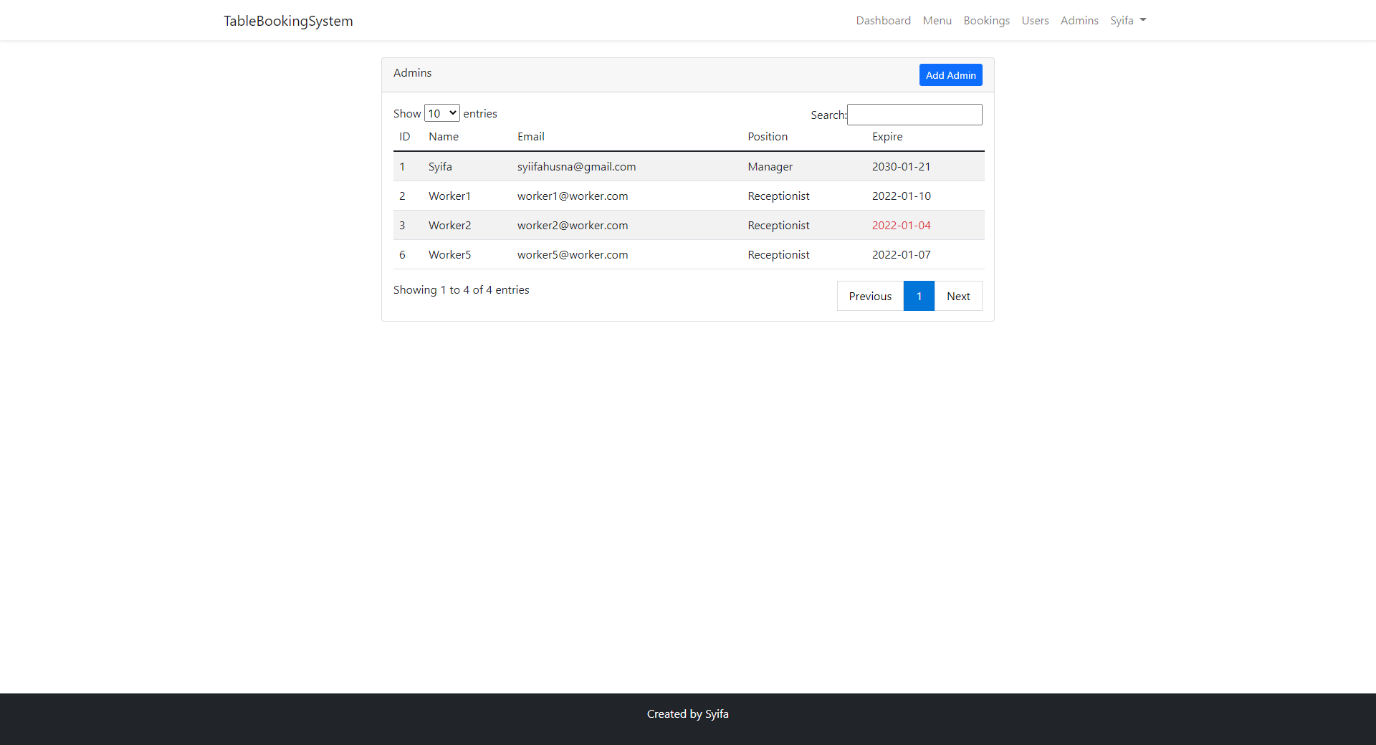 TableBookingSystem Dashboard Menu Bookings Users Admins Syifa
Admins Add Admin
Show 10 entries Search:
ID Name Email Position Expire
1 Syifa syiifahusna@gmail.com Manager 2030-01-21
2 Worker1 worker1@worker.com Receptionist 2022-01-10
3 Worker2 worker2@worker.com Receptionist 2022-01-04
6 Worker5 worker5@worker.com Receptionist 2022-01-07
Showing 1 to 4 of 4 entries Previous 1 Next
Created by Syifa